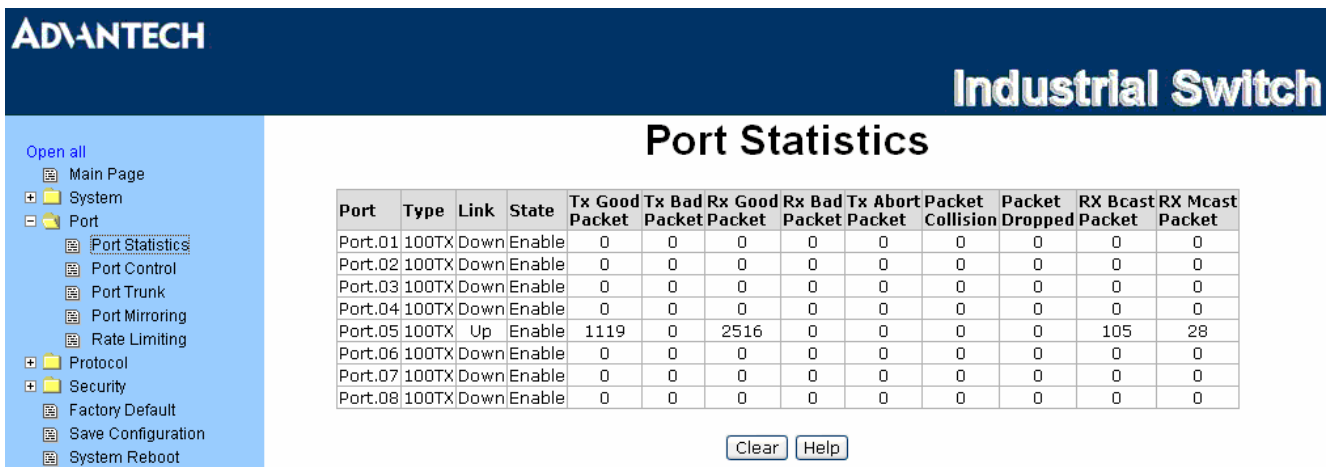 ADVANTECH
Industrial Switch
Open all
Main Page
System
Port
Port Statistics
Port Control
Port Trunk
Port Mirroring
Rate Limiting
Protocol
Security
Factory Default
Save Configuration
System Reboot
Port Statistics
Port Type Link State Tx Good Packet Tx Bad Packet Rx Good Packet Rx Bad Packet Tx Abort Packet Packet Collision Packet Dropped RX Bcast Packet RX Mcast Packet
Port.01 100TX Down Enable 0 0 0 0 0 0 0 0 0
Port.02 100TX Down Enable 0 0 0 0 0 0 0 0 0
Port.03 100TX Down Enable 0 0 0 0 0 0 0 0 0
Port.04 100TX Down Enable 0 0 0 0 0 0 0 0 0
Port.05 100TX Up Enable 1119 0 2516 0 0 0 0 105 28
Port.06 100TX Down Enable 0 0 0 0 0 0 0 0 0
Port.07 100TX Down Enable 0 0 0 0 0 0 0 0 0
Port.08 100TX Down Enable 0 0 0 0 0 0 0 0 0
Clear Help